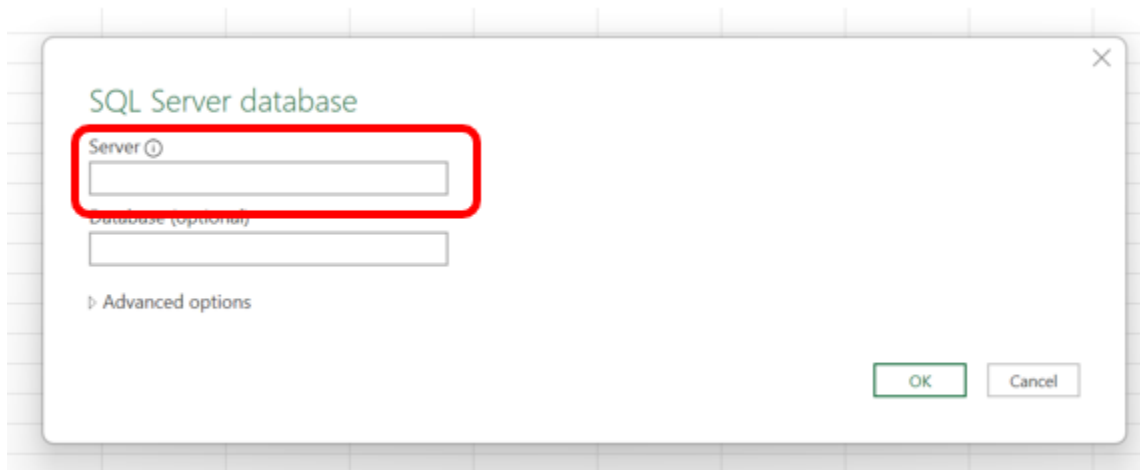 SQL Server database
Server
Database (optional)
Advanced options
OK
Cancel